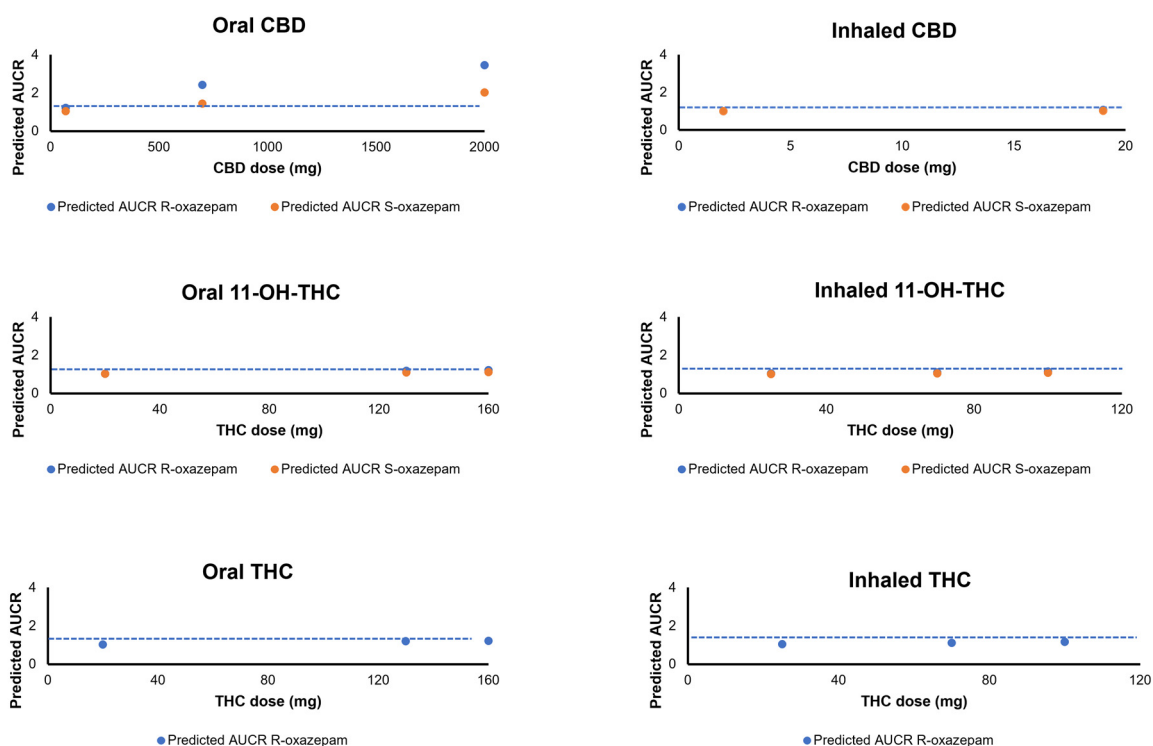 Oral CBD
Predicted AUCR
4
2
0
0 500 1000 1500 2000
CBD dose (mg)
Predicted AUCR R-oxazepam Predicted AUCR S-oxazepam
Inhaled CBD
Predicted AUCR
4
2
0
0 5 10 15 20
CBD dose (mg)
Predicted AUCR R-oxazepam Predicted AUCR S-oxazepam
Oral 11-OH-THC
Predicted AUCR
4
2
0
0 40 80 120 160
THC dose (mg)
Predicted AUCR R-oxazepam Predicted AUCR S-oxazepam
Inhaled 11-OH-THC
Predicted AUCR
4
2
0
0 40 80 120
THC dose (mg)
Predicted AUCR R-oxazepam Predicted AUCR S-oxazepam
Oral THC
Predicted AUCR
4
2
0
0 40 80 120 160
THC dose (mg)
Predicted AUCR R-oxazepam
Inhaled THC
Predicted AUCR
4
2
0
0 40 80 120
THC dose (mg)
Predicted AUCR R-oxazepam